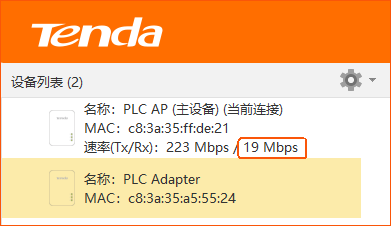 Tenda
设备列表 (2)
名称：PLC AP (主设备) (当前连接)
MAC：c8:3a:35:ff:de:21
速率(Tx/Rx)：223 Mbps / 19 Mbps
名称：PLC Adapter
MAC：c8:3a:35:a5:55:24